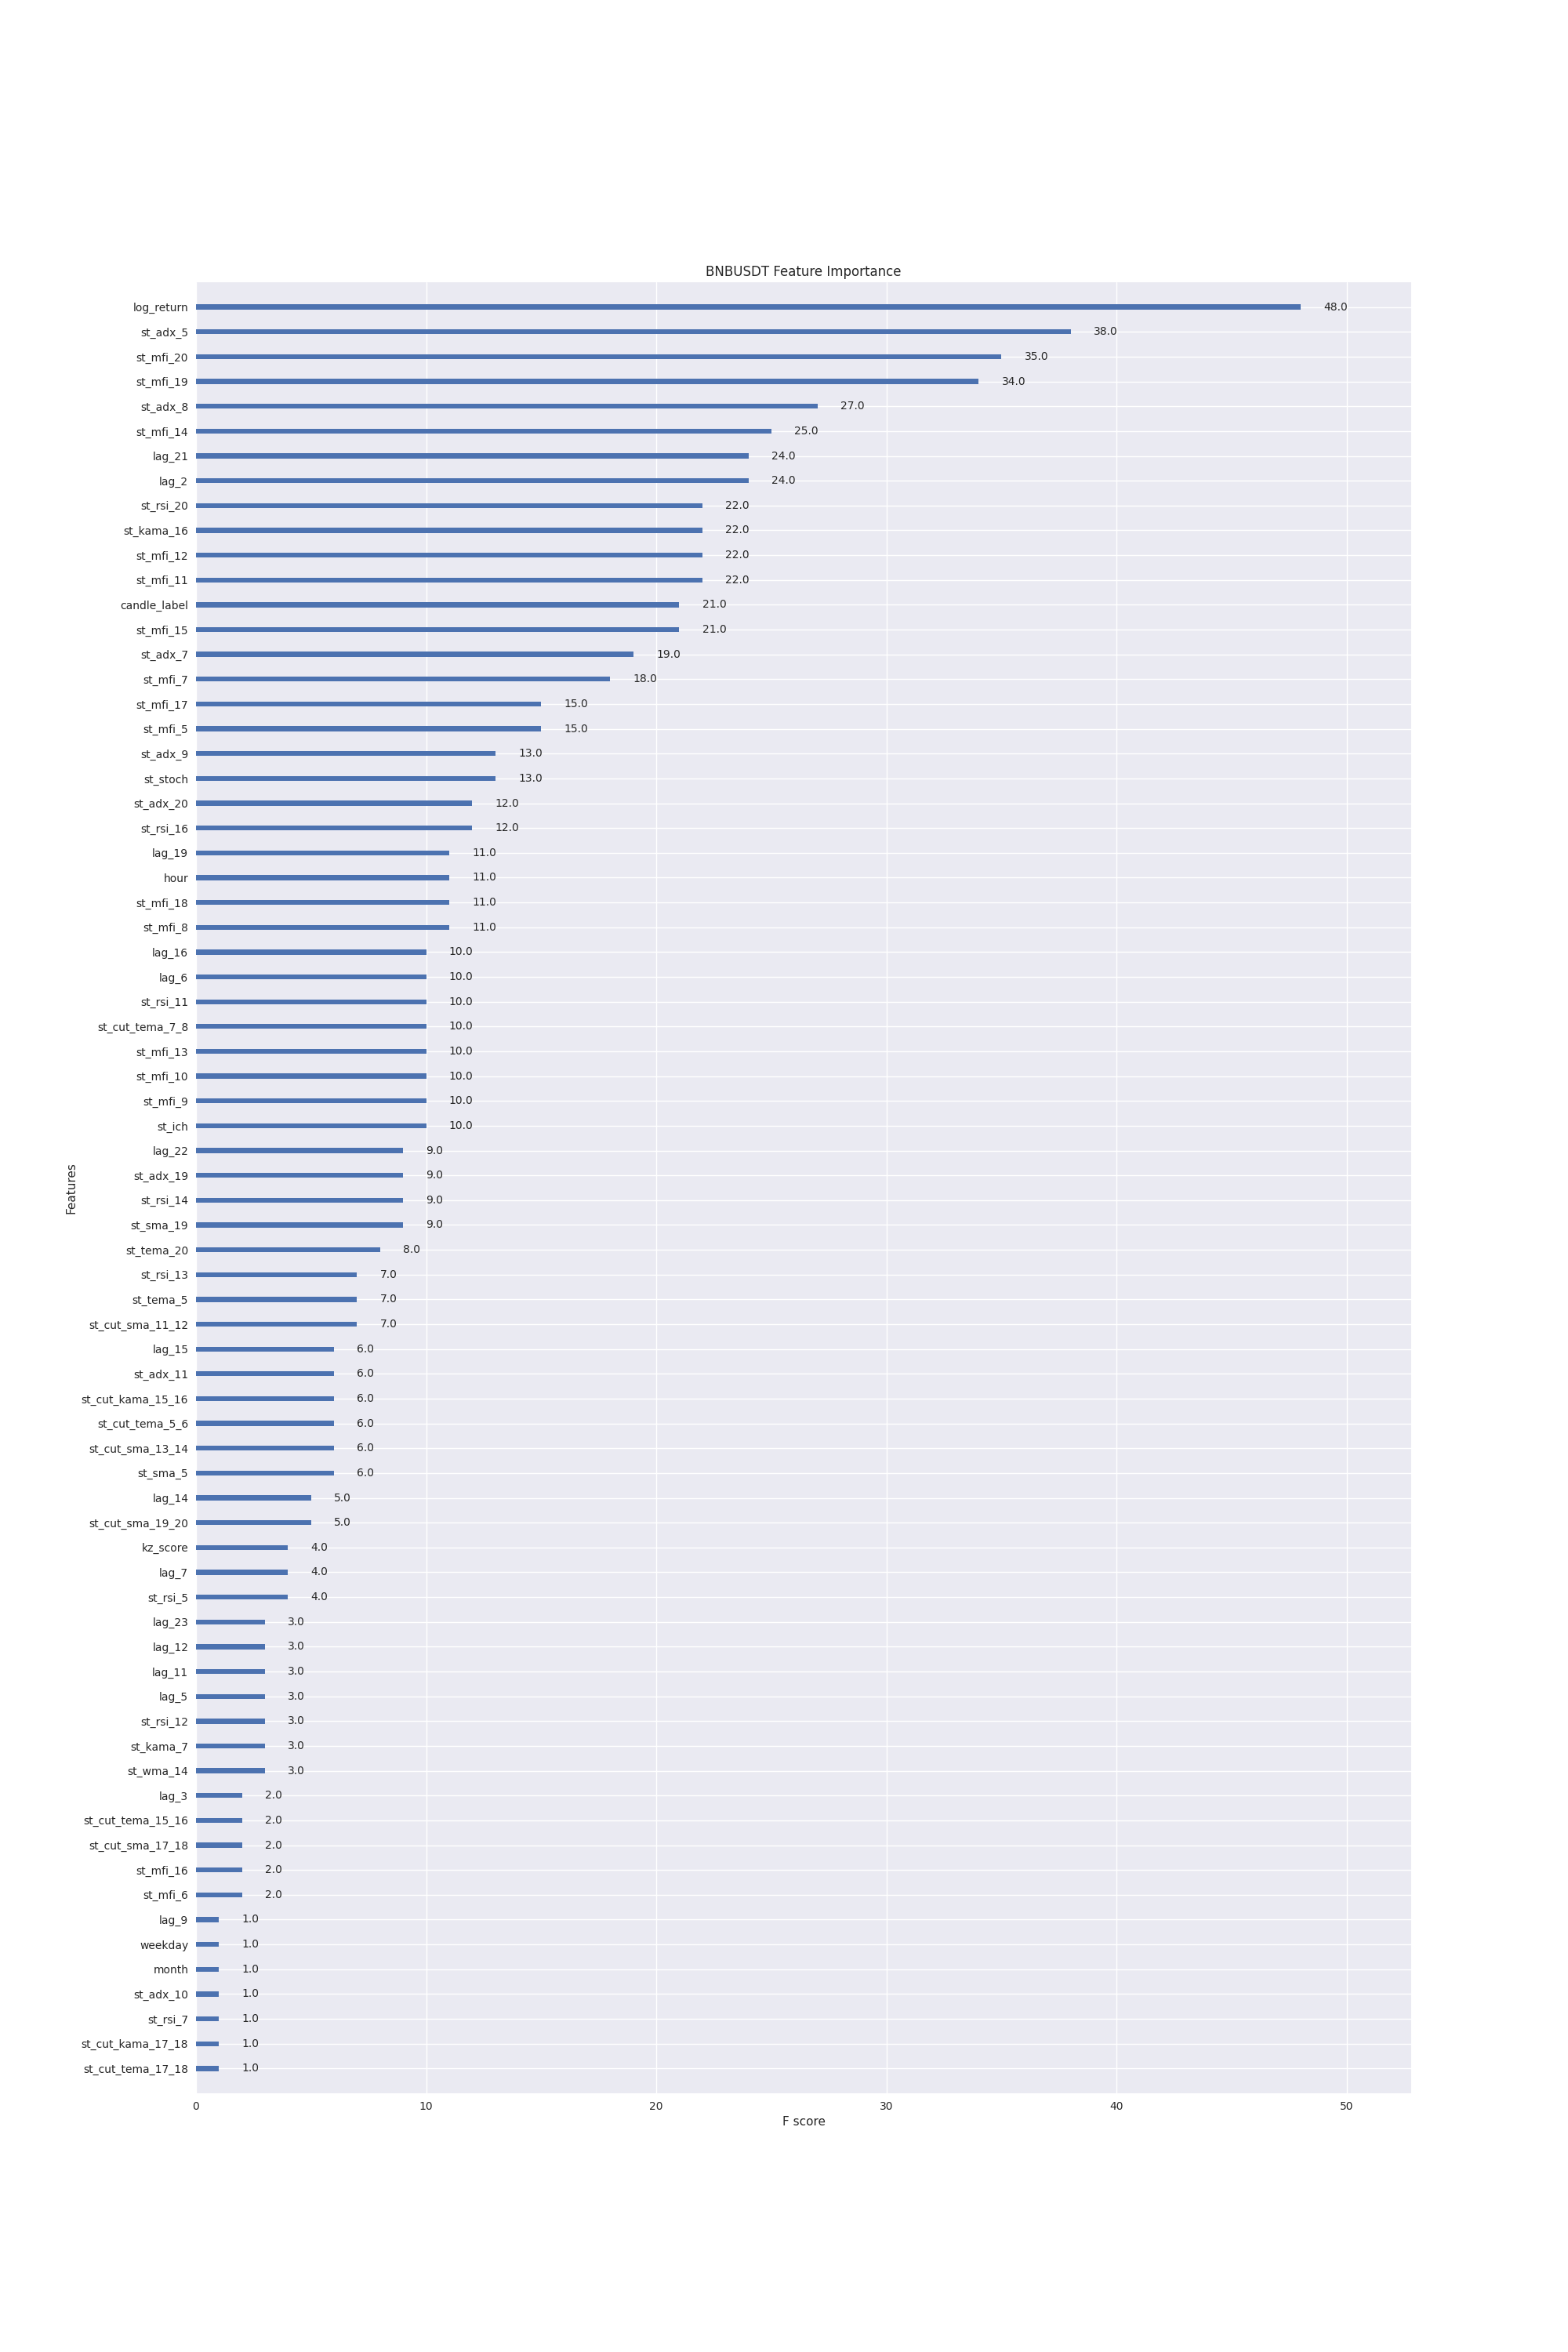 BNBUSDT Feature Importance
log_return 48.0
st_adx_5 38.0
st_mfi_20 35.0
st_mfi_19 34.0
st_adx_8 27.0
st_mfi_14 25.0
lag_21 24.0
lag_2 24.0
st_rsi_20 22.0
st_kama_16 22.0
st_mfi_12 22.0
st_mfi_11 22.0
candle_label 21.0
st_mfi_15 21.0
st_adx_7 19.0
st_mfi_7 18.0
st_mfi_17 15.0
st_mfi_5 15.0
st_adx_9 13.0
st_stoch 13.0
st_adx_20 12.0
st_rsi_16 12.0
lag_19 11.0
hour 11.0
st_mfi_18 11.0
st_mfi_8 11.0
lag_16 10.0
lag_6 10.0
st_rsi_11 10.0
st_cut_tema_7_8 10.0
st_mfi_13 10.0
st_mfi_10 10.0
st_mfi_9 10.0
st_ich 10.0
lag_22 9.0
st_adx_19 9.0
Features
st_rsi_14 9.0
st_sma_19 9.0
st_tema_20 8.0
st_rsi_13 7.0
st_tema_5 7.0
st_cut_sma_11_12 7.0
lag_15 6.0
st_adx_11 6.0
st_cut_kama_15_16 6.0
st_cut_tema_5_6 6.0
st_cut_sma_13_14 6.0
st_sma_5 6.0
lag_14 5.0
st_cut_sma_19_20 5.0
kz_score 4.0
lag_7 4.0
st_rsi_5 4.0
lag_23 3.0
lag_12 3.0
lag_11 3.0
lag_5 3.0
st_rsi_12 3.0
st_kama_7 3.0
st_wma_14 3.0
lag_3 2.0
st_cut_tema_15_16 2.0
st_cut_sma_17_18 2.0
st_mfi_16 2.0
st_mfi_6 2.0
lag_9 1.0
weekday 1.0
month 1.0
st_adx_10 1.0
st_rsi_7 1.0
st_cut_kama_17_18 1.0
st_cut_tema_17_18 1.0
0 10 20 30 40 50
F score